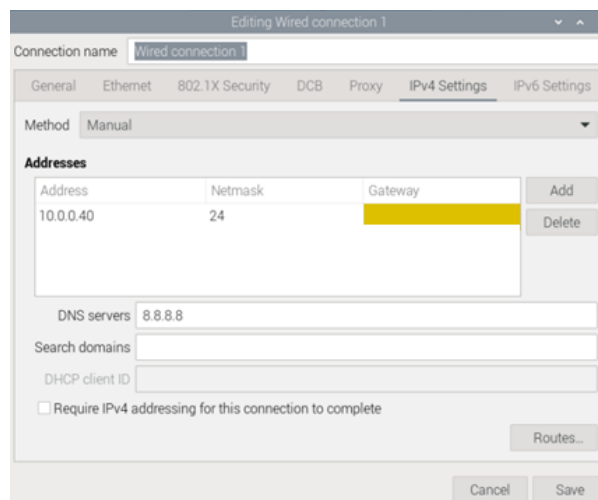 Editing Wired connection 1
Connection name Wired connection 1
General Ethernet 802.1X Security DCB Proxy IPv4 Settings IPv6 Settings
Method Manual
Addresses
Address Netmask Gateway Add
10.0.0.40 24 Delete
DNS servers 8.8.8.8
Search domains
DHCP client ID
Require IPv4 addressing for this connection to complete
Routes...
Cancel Save